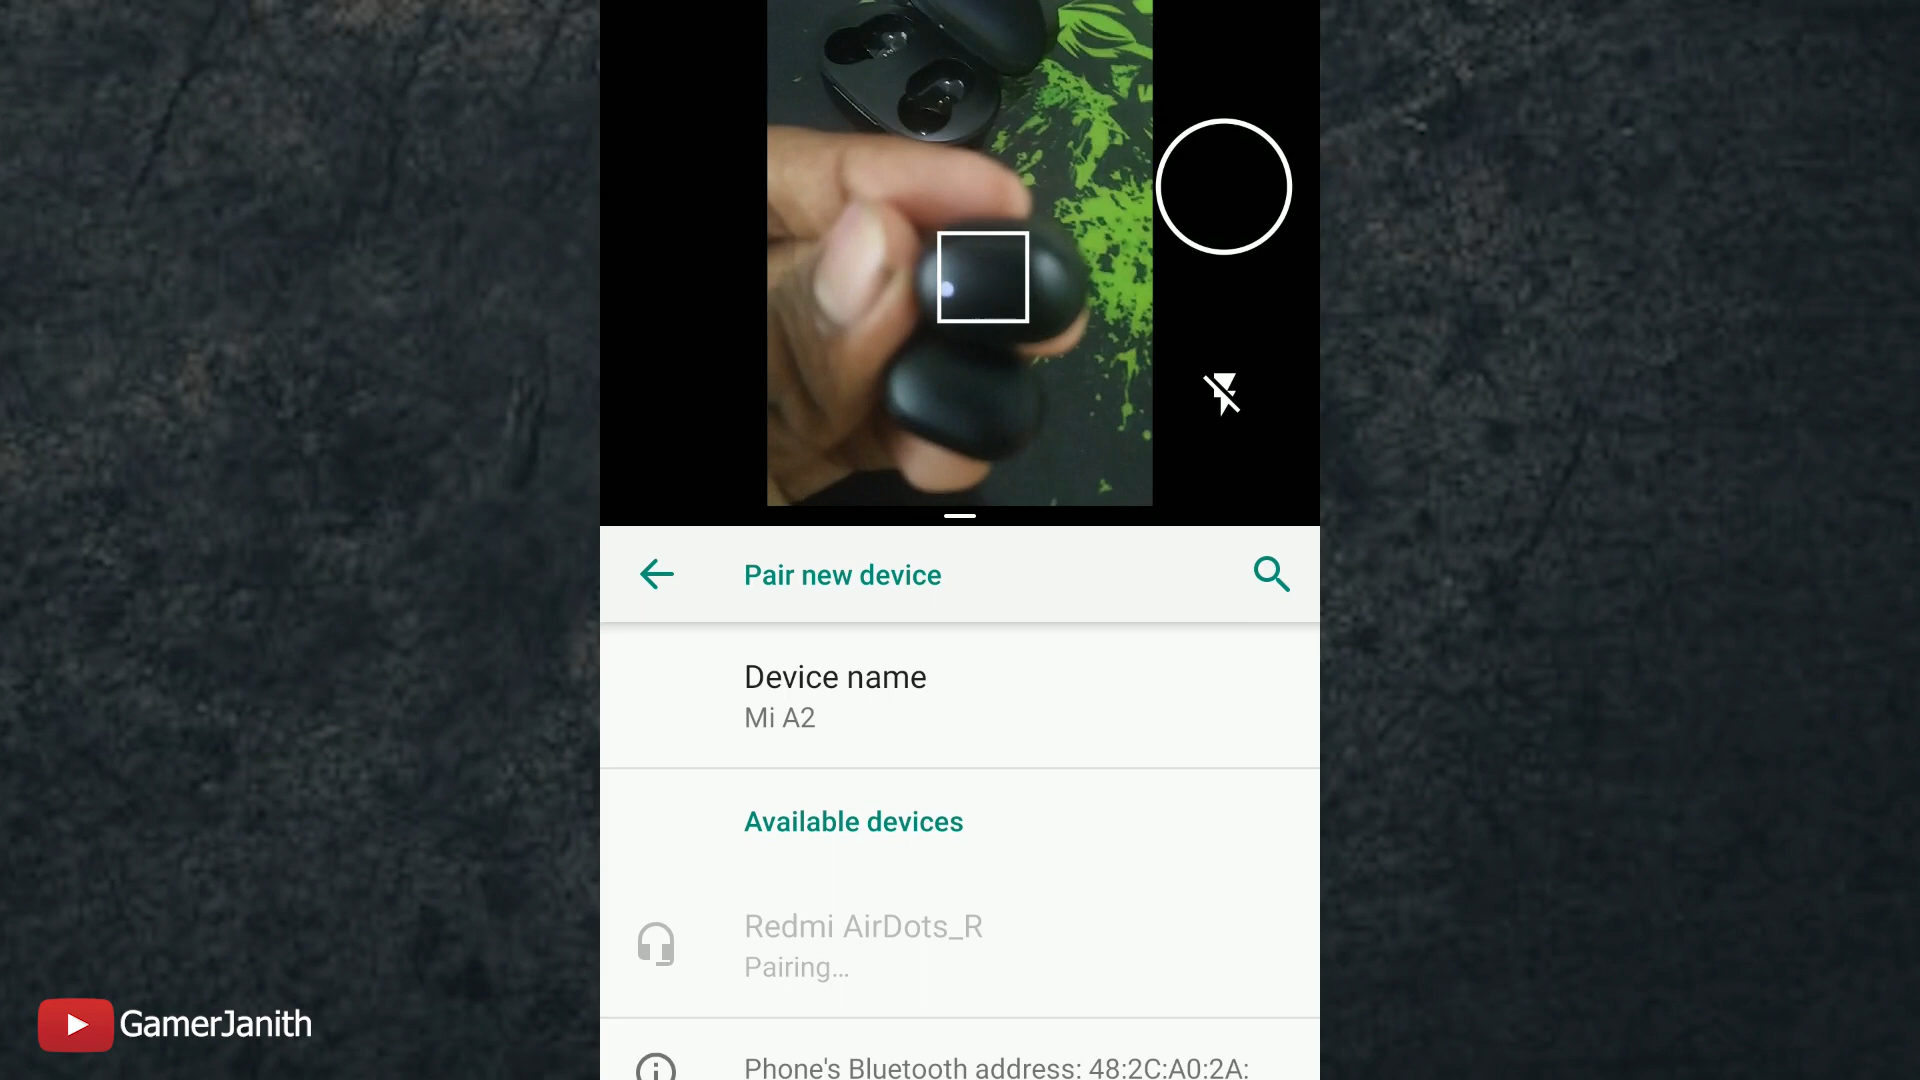 Pair new device
Device name
Mi A2
Available devices
Redmi AirDots_R
Pairing...
Phone's Bluetooth address: 48:2C:A0:2A:
GamerJanith